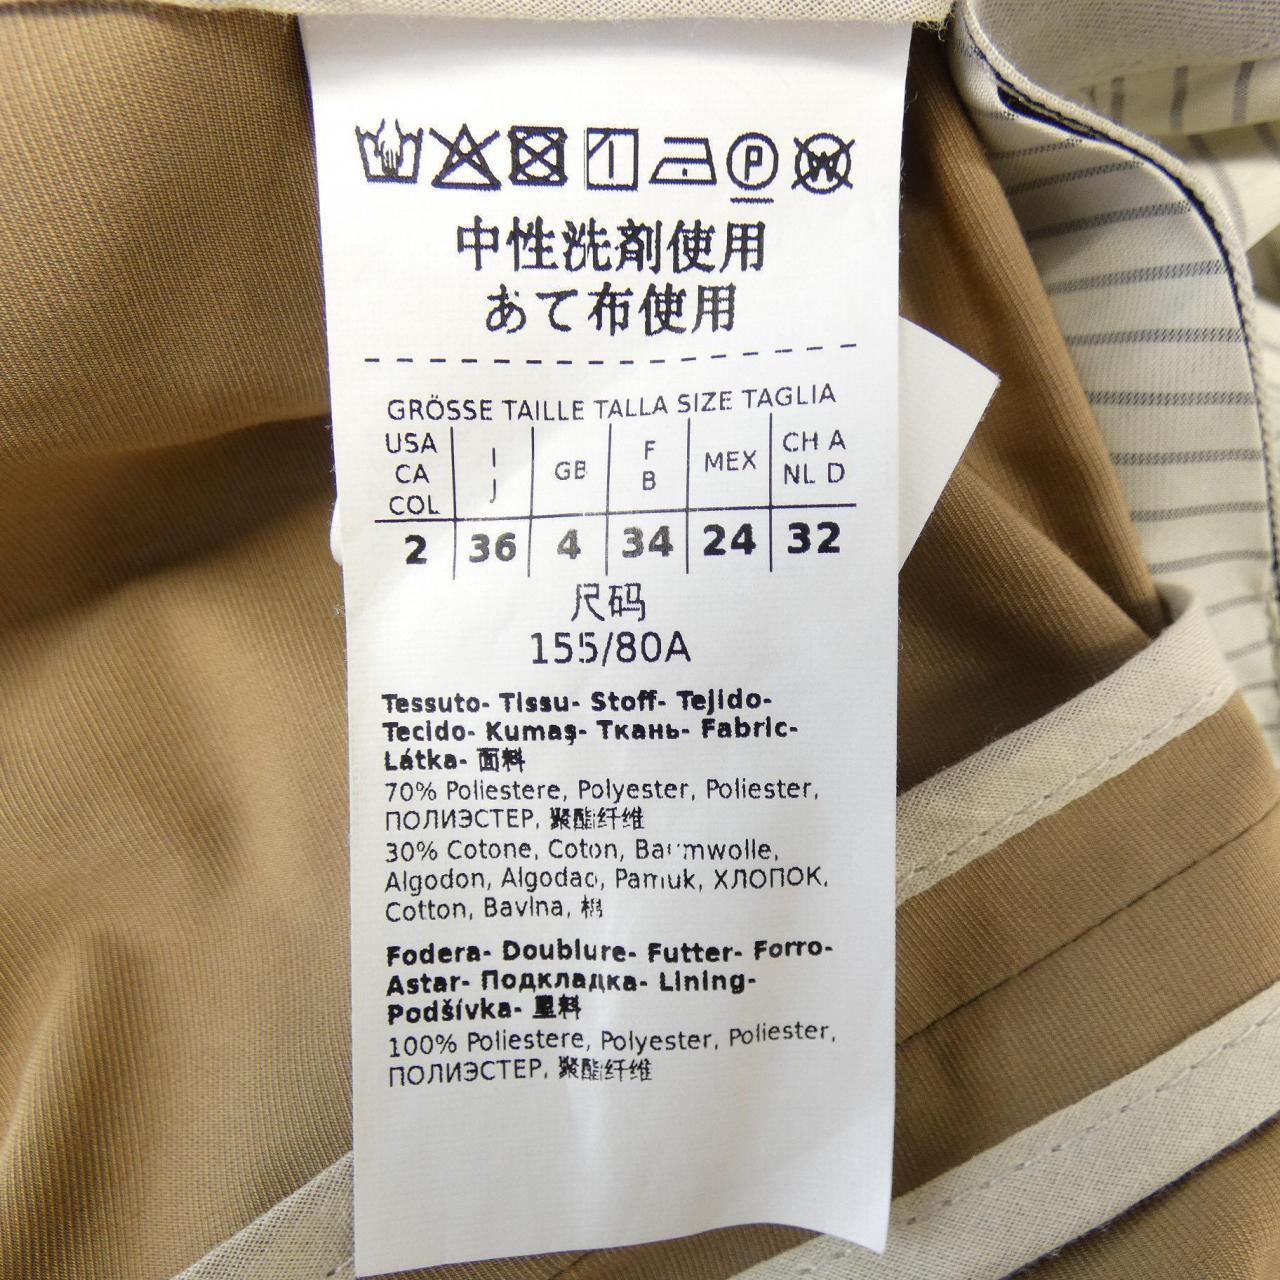 中性洗剤使用
あて布使用
GRÖSSE TAILLE TALLA SIZE TAGLIA
USA CA COL I J GB F B MEX CH A NL D
2 36 4 34 24 32
尺码
155/80A
Tessuto- Tissu- Stoff- Tejido-
Tecido- Kumaş- Ткань- Fabric-
Látka- 面料
70% Poliestere, Polyester, Poliester,
ПОЛИЭСТЕР, 聚酯纤维
30% Cotone, Coton, Baumwolle,
Algodon, Algodao, Pamuk, ХЛОПОК,
Cotton, Bavlna, 棉
Fodera- Doublure- Futter- Forro-
Astar- Подкладка- Lining-
Podšívka- 里料
100% Poliestere, Polyester, Poliester,
ПОЛИЭСТЕР, 聚酯纤维